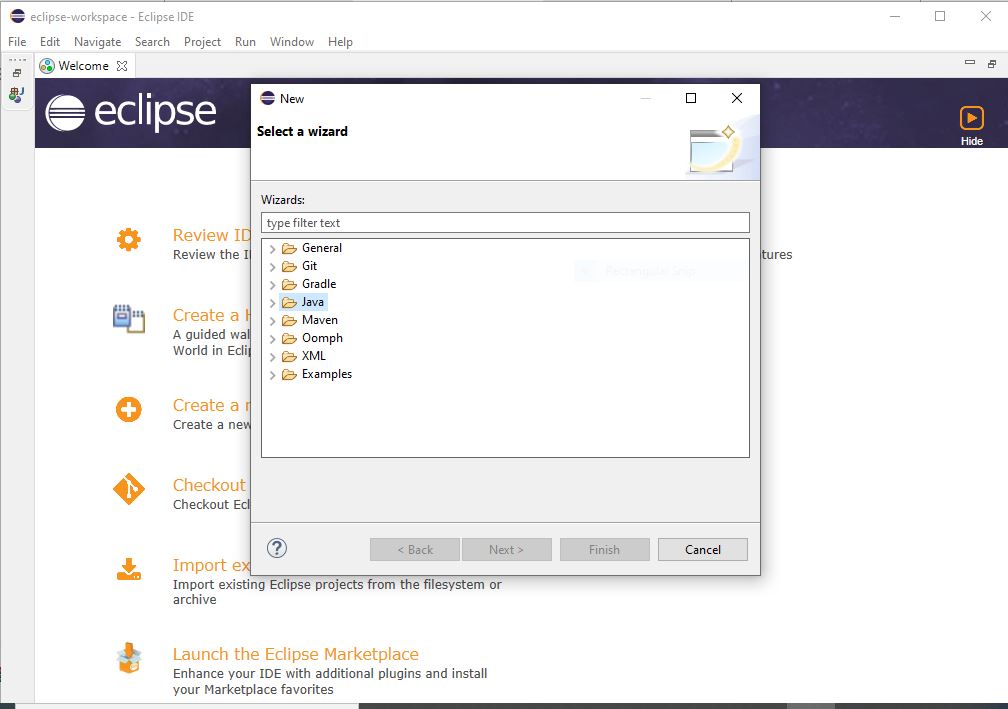 eclipse-workspace - Eclipse IDE
File Edit Navigate Search Project Run Window Help
Welcome
eclipse
Hide
New
Select a wizard
Wizards:
type filter text
General
Git
Gradle
Java
Maven
Oomph
XML
Examples
Rectangular Snip
< Back Next > Finish Cancel
Review ID
Review the I
tures
Create a H
A guided wal
World in Ecli
Create a n
Create a new
Checkout
Checkout Ecl
Import ex
Import existing Eclipse projects from the filesystem or
archive
Launch the Eclipse Marketplace
Enhance your IDE with additional plugins and install
your Marketplace favorites